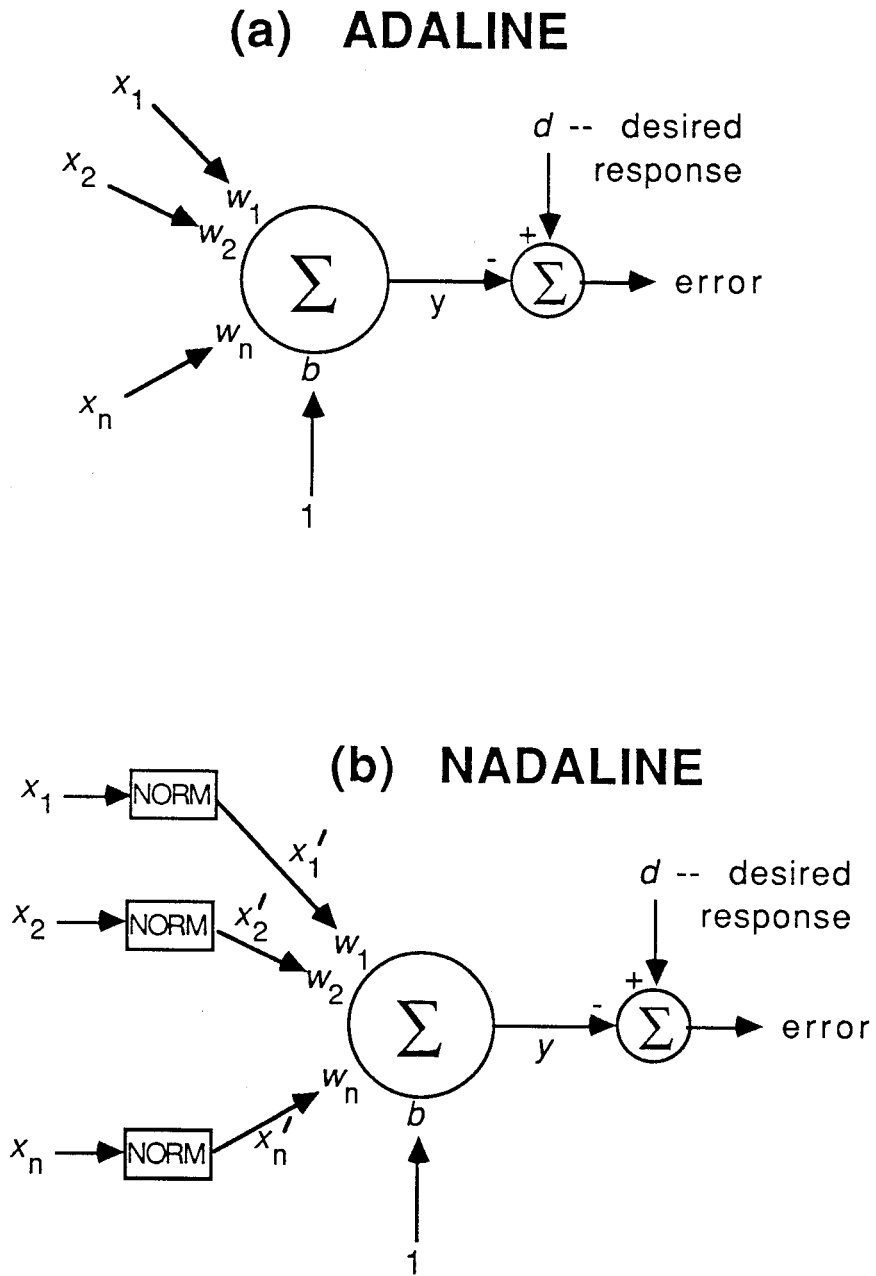 (a) ADALINE
x1
d -- desired
response
x2
w1
w2
+
-
Σ
Σ
error
y
wn
b
xn
1
(b) NADALINE
x1
NORM
x1′
d -- desired
response
x2
NORM
x2′
w1
w2
+
-
Σ
Σ
error
y
wn
b
xn
NORM
xn′
1